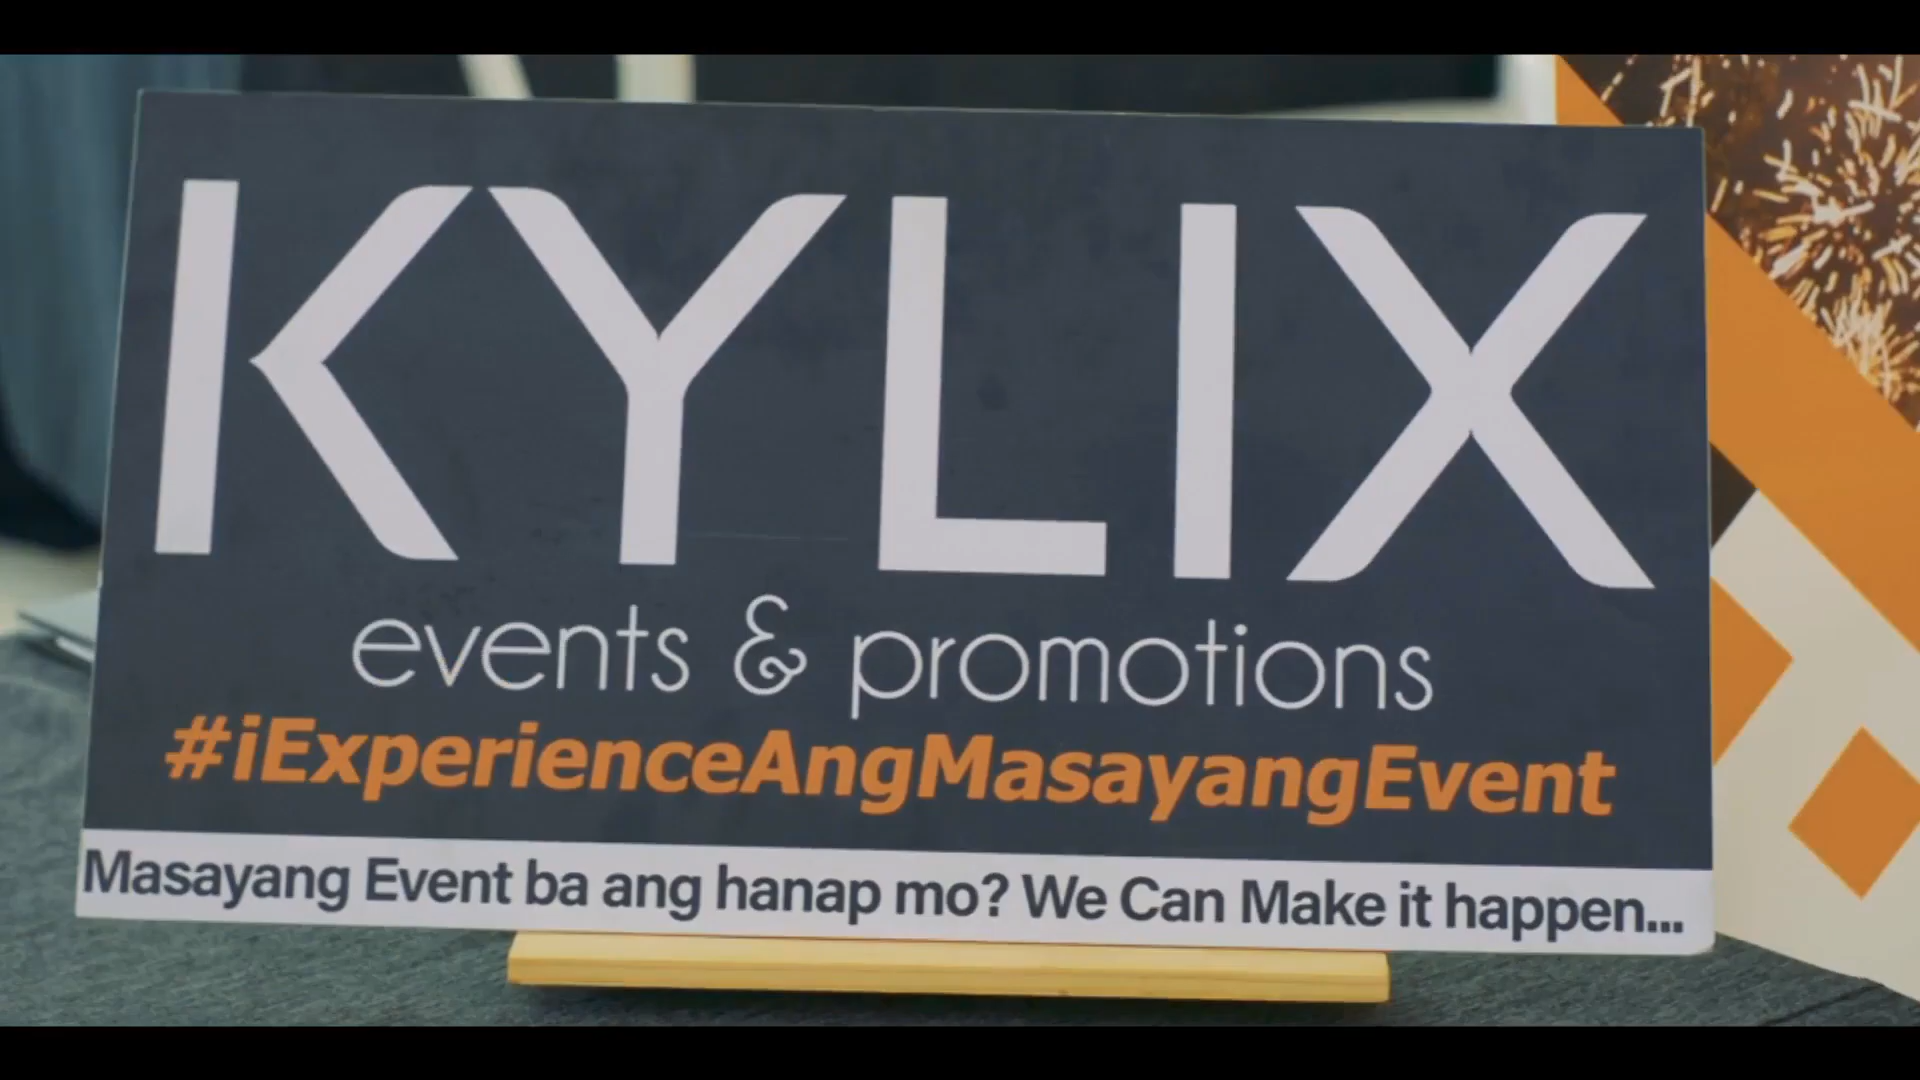 KYLIX
events & promotions
#iExperienceAngMasayangEvent
Masayang Event ba ang hanap mo? We Can Make it happen...